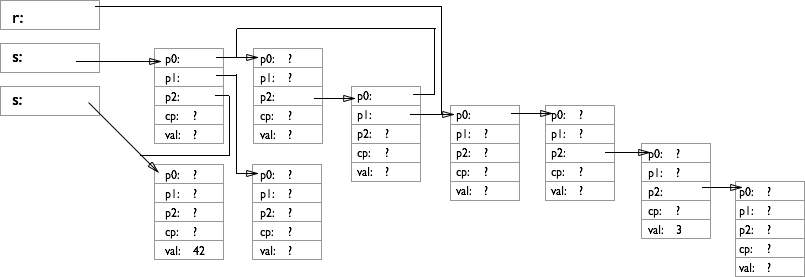 r:
s:
s:
p0:
p1:
p2:
cp: ?
val: ?
p0: ?
p1: ?
p2:
cp: ?
val: ?
p0:
p1:
p2: ?
cp: ?
val: ?
p0:
p1: ?
p2: ?
cp: ?
val: ?
p0: ?
p1: ?
p2:
cp: ?
val: ?
p0: ?
p1: ?
p2:
cp: ?
val: 3
p0: ?
p1: ?
p2: ?
cp: ?
val: ?
p0: ?
p1: ?
p2: ?
cp: ?
val: 42
p0: ?
p1: ?
p2: ?
cp: ?
val: ?